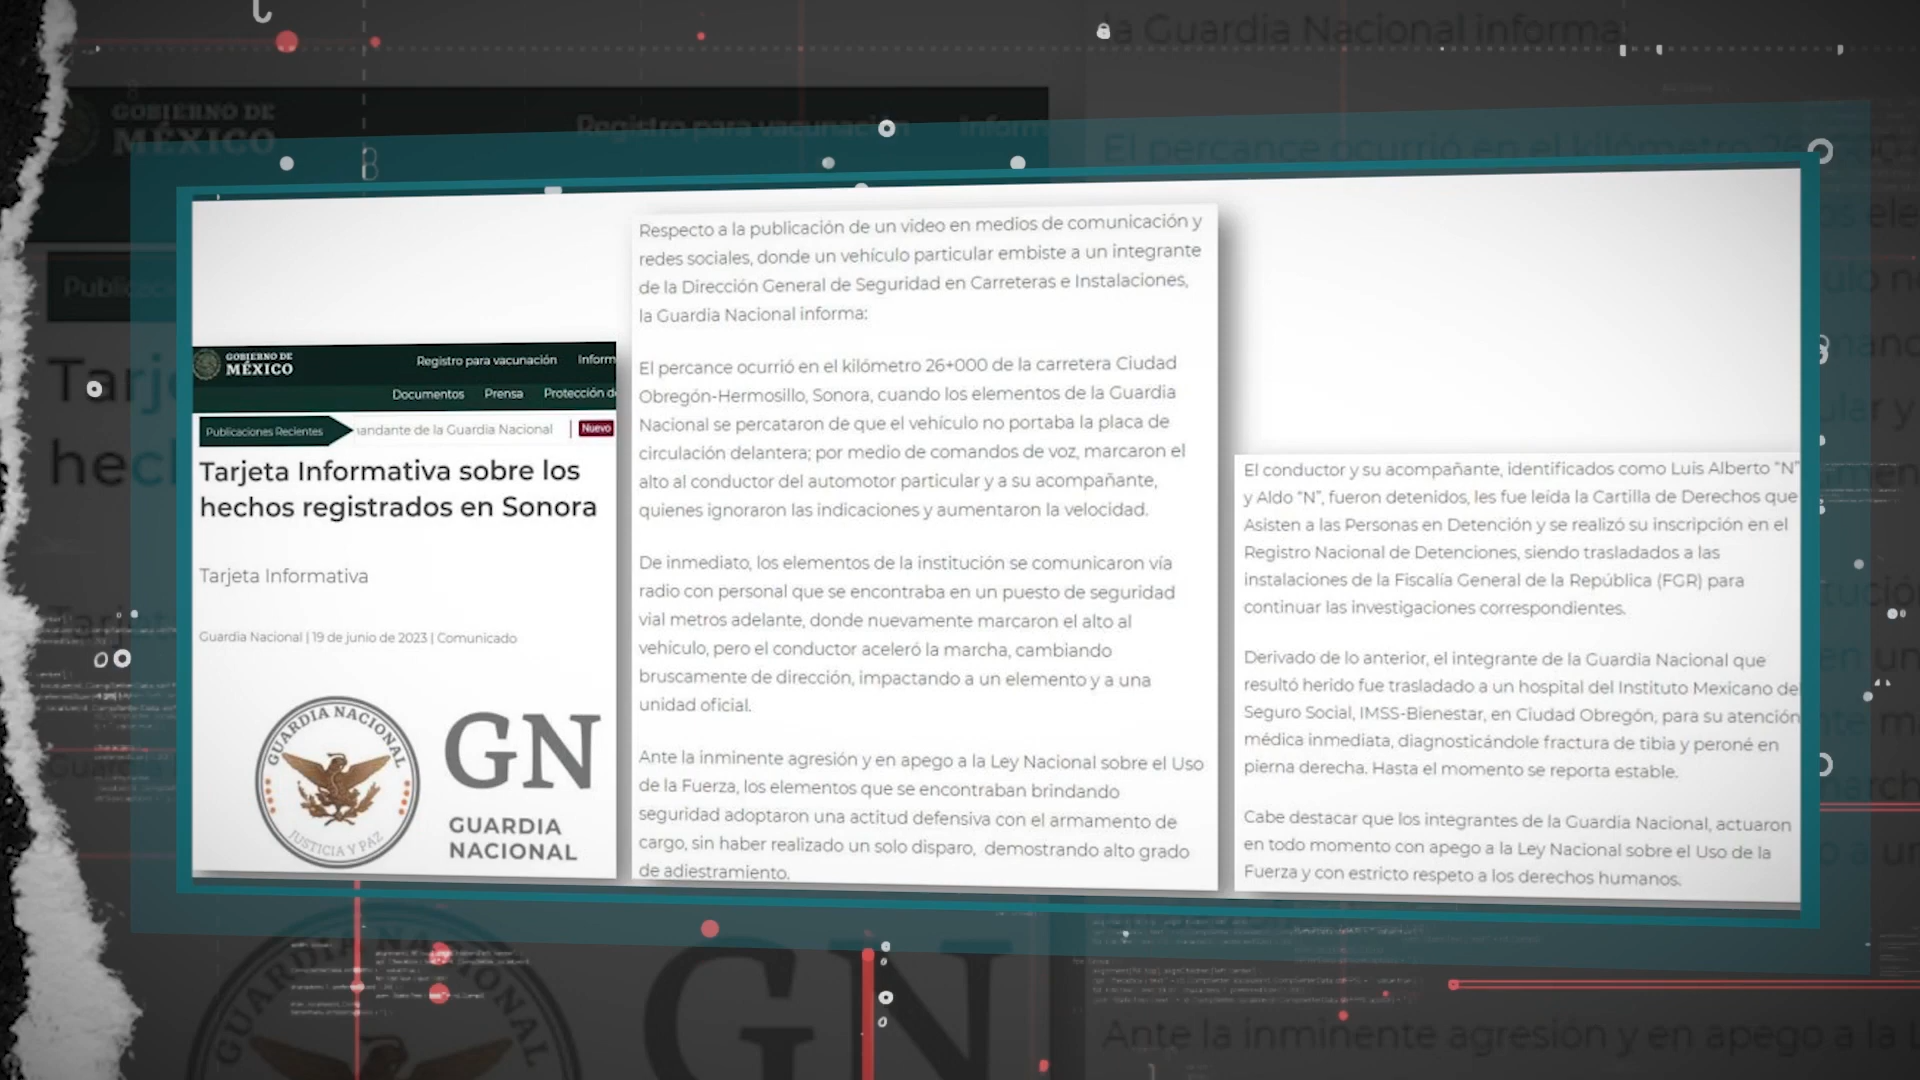 GOBIERNO DE
MÉXICO
Registro para vacunación
Inform
Documentos
Prensa
Protección d
Publicaciones Recientes
andante de la Guardia Nacional
Nuevo
Tarjeta Informativa sobre los
hechos registrados en Sonora
Tarjeta Informativa
Guardia Nacional | 19 de junio de 2023 | Comunicado
GUARDIA NACIONAL
JUSTICIA Y PAZ
GN
GUARDIA
NACIONAL
Respecto a la publicación de un video en medios de comunicación y
redes sociales, donde un vehículo particular embiste a un integrante
de la Dirección General de Seguridad en Carreteras e Instalaciones,
la Guardia Nacional informa:
El percance ocurrió en el kilómetro 26+000 de la carretera Ciudad
Obregón-Hermosillo, Sonora, cuando los elementos de la Guardia
Nacional se percataron de que el vehículo no portaba la placa de
circulación delantera; por medio de comandos de voz, marcaron el
alto al conductor del automotor particular y a su acompañante,
quienes ignoraron las indicaciones y aumentaron la velocidad.
De inmediato, los elementos de la institución se comunicaron vía
radio con personal que se encontraba en un puesto de seguridad
vial metros adelante, donde nuevamente marcaron el alto al
vehículo, pero el conductor aceleró la marcha, cambiando
bruscamente de dirección, impactando a un elemento y a una
unidad oficial.
Ante la inminente agresión y en apego a la Ley Nacional sobre el Uso
de la Fuerza, los elementos que se encontraban brindando
seguridad adoptaron una actitud defensiva con el armamento de
cargo, sin haber realizado un solo disparo, demostrando alto grado
de adiestramiento.
El conductor y su acompañante, identificados como Luis Alberto “N”
y Aldo “N”, fueron detenidos, les fue leída la Cartilla de Derechos que
Asisten a las Personas en Detención y se realizó su inscripción en el
Registro Nacional de Detenciones, siendo trasladados a las
instalaciones de la Fiscalía General de la República (FGR) para
continuar las investigaciones correspondientes.
Derivado de lo anterior, el integrante de la Guardia Nacional que
resultó herido fue trasladado a un hospital del Instituto Mexicano del
Seguro Social, IMSS-Bienestar, en Ciudad Obregón, para su atención
médica inmediata, diagnosticándole fractura de tibia y peroné en
pierna derecha. Hasta el momento se reporta estable.
Cabe destacar que los integrantes de la Guardia Nacional, actuaron
en todo momento con apego a la Ley Nacional sobre el Uso de la
Fuerza y con estricto respeto a los derechos humanos.